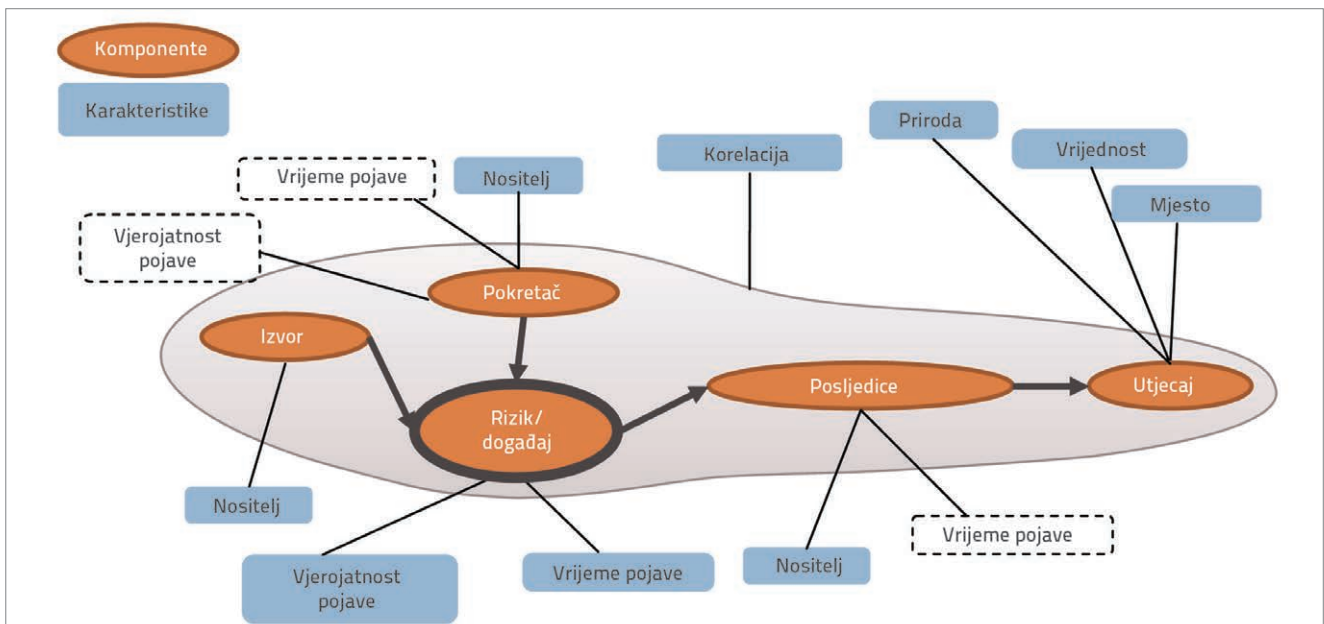 Komponente
Karakteristike
Priroda
Vrijednost
Mjesto
Korelacija
Vrijeme pojave
Nositelj
Vjerojatnost
pojave
Pokretač
Izvor
Rizik/
događaj
Posljedice
Utjecaj
Nositelj
Vjerojatnost
pojave
Vrijeme pojave
Nositelj
Vrijeme pojave